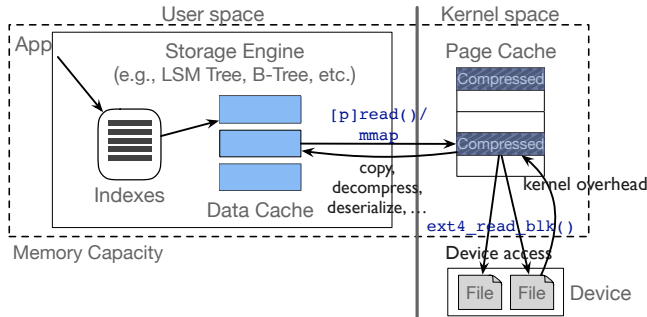 User space
Kernel space
App
Storage Engine
(e.g., LSM Tree, B-Tree, etc.)
Page Cache
Compressed
[p]read()/
mmap
Compressed
copy,
decompress,
deserialize, ...
Indexes
Data Cache
kernel overhead
ext4_read_blk()
Memory Capacity
Device access
File
File
Device